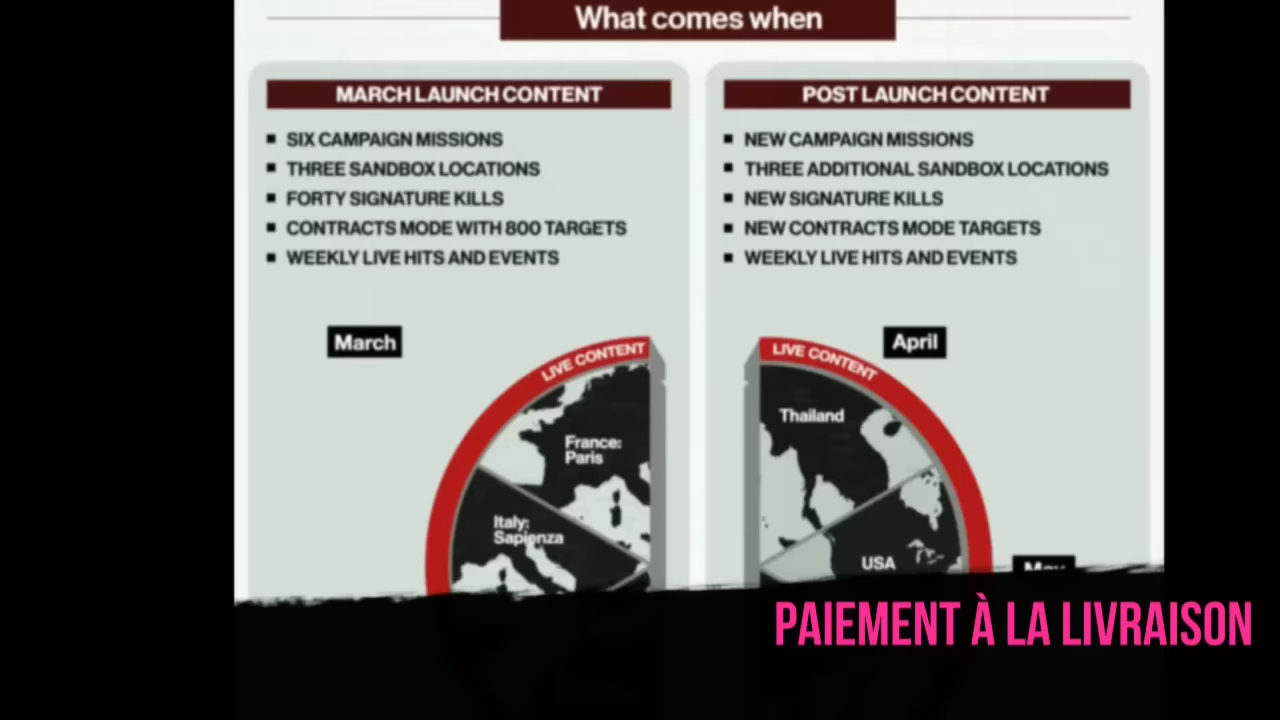 What comes when
MARCH LAUNCH CONTENT
SIX CAMPAIGN MISSIONS
THREE SANDBOX LOCATIONS
FORTY SIGNATURE KILLS
CONTRACTS MODE WITH 800 TARGETS
WEEKLY LIVE HITS AND EVENTS
March
LIVE CONTENT
France:
Paris
Italy:
Sapienza
POST LAUNCH CONTENT
NEW CAMPAIGN MISSIONS
THREE ADDITIONAL SANDBOX LOCATIONS
NEW SIGNATURE KILLS
NEW CONTRACTS MODE TARGETS
WEEKLY LIVE HITS AND EVENTS
April
LIVE CONTENT
Thailand
USA
May
PAIEMENT À LA LIVRAISON